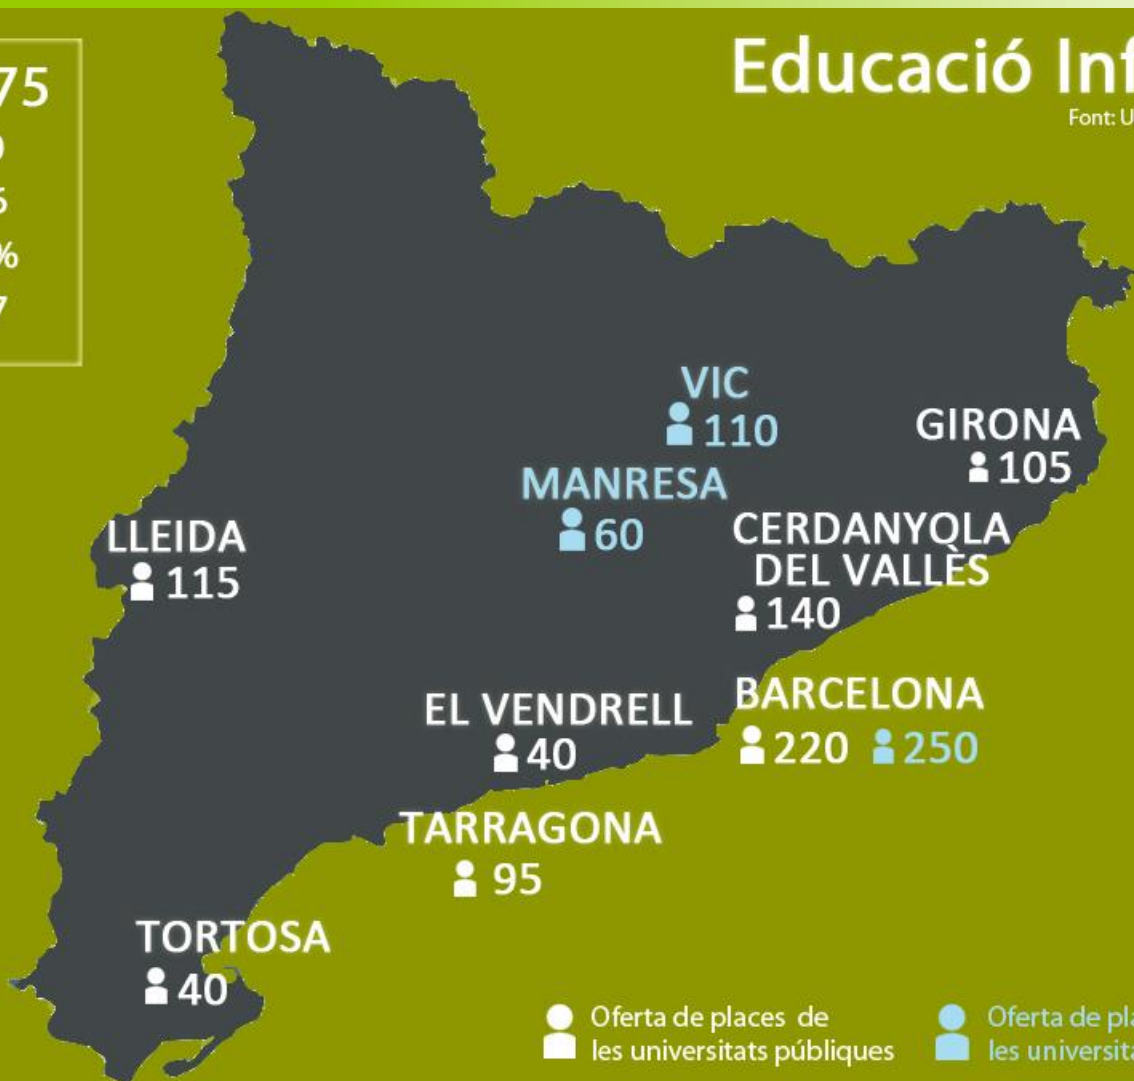 75
%
7
Educació Inf
Font: U
VIC
110
GIRONA
105
MANRESA
60
CERDANYOLA
DEL VALLÈS
140
LLEIDA
115
EL VENDRELL
40
BARCELONA
220 250
TARRAGONA
95
TORTOSA
40
Oferta de places de
les universitats públiques
Oferta de pla
les universita